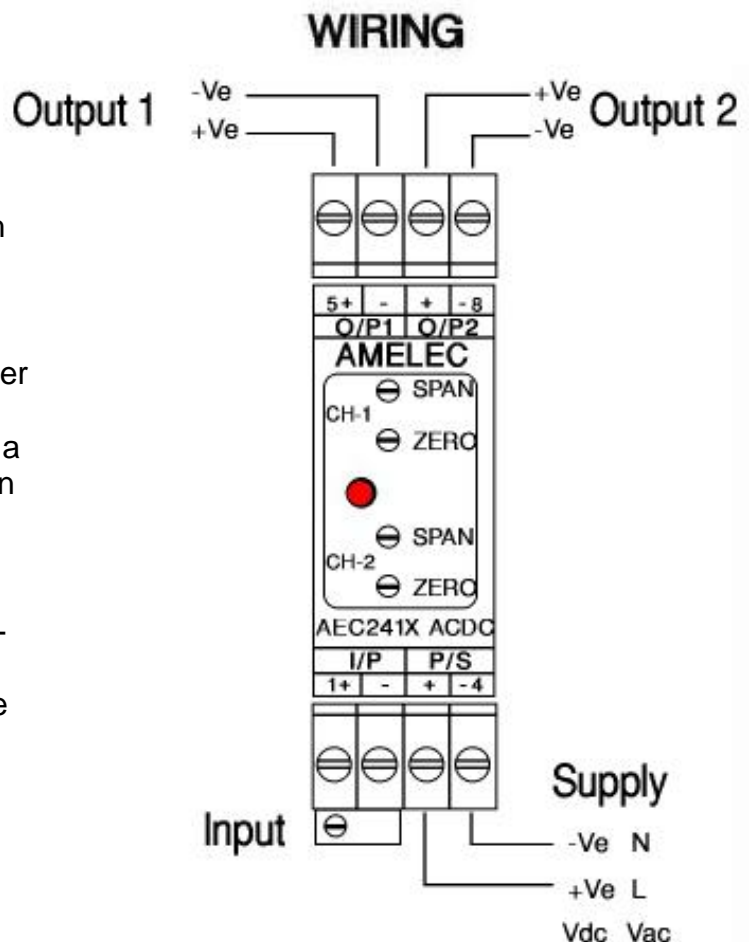 WIRING
Output 1
-Ve
+Ve
+Ve
-Ve
Output 2
n
er
a
n
-
e
5+ - + -8
O/P1 O/P2
AMELEC
SPAN
CH-1
ZERO
SPAN
CH-2
ZERO
AEC241X ACDC
I/P P/S
1+ - + -4
Input
Supply
-Ve N
+Ve L
Vdc Vac